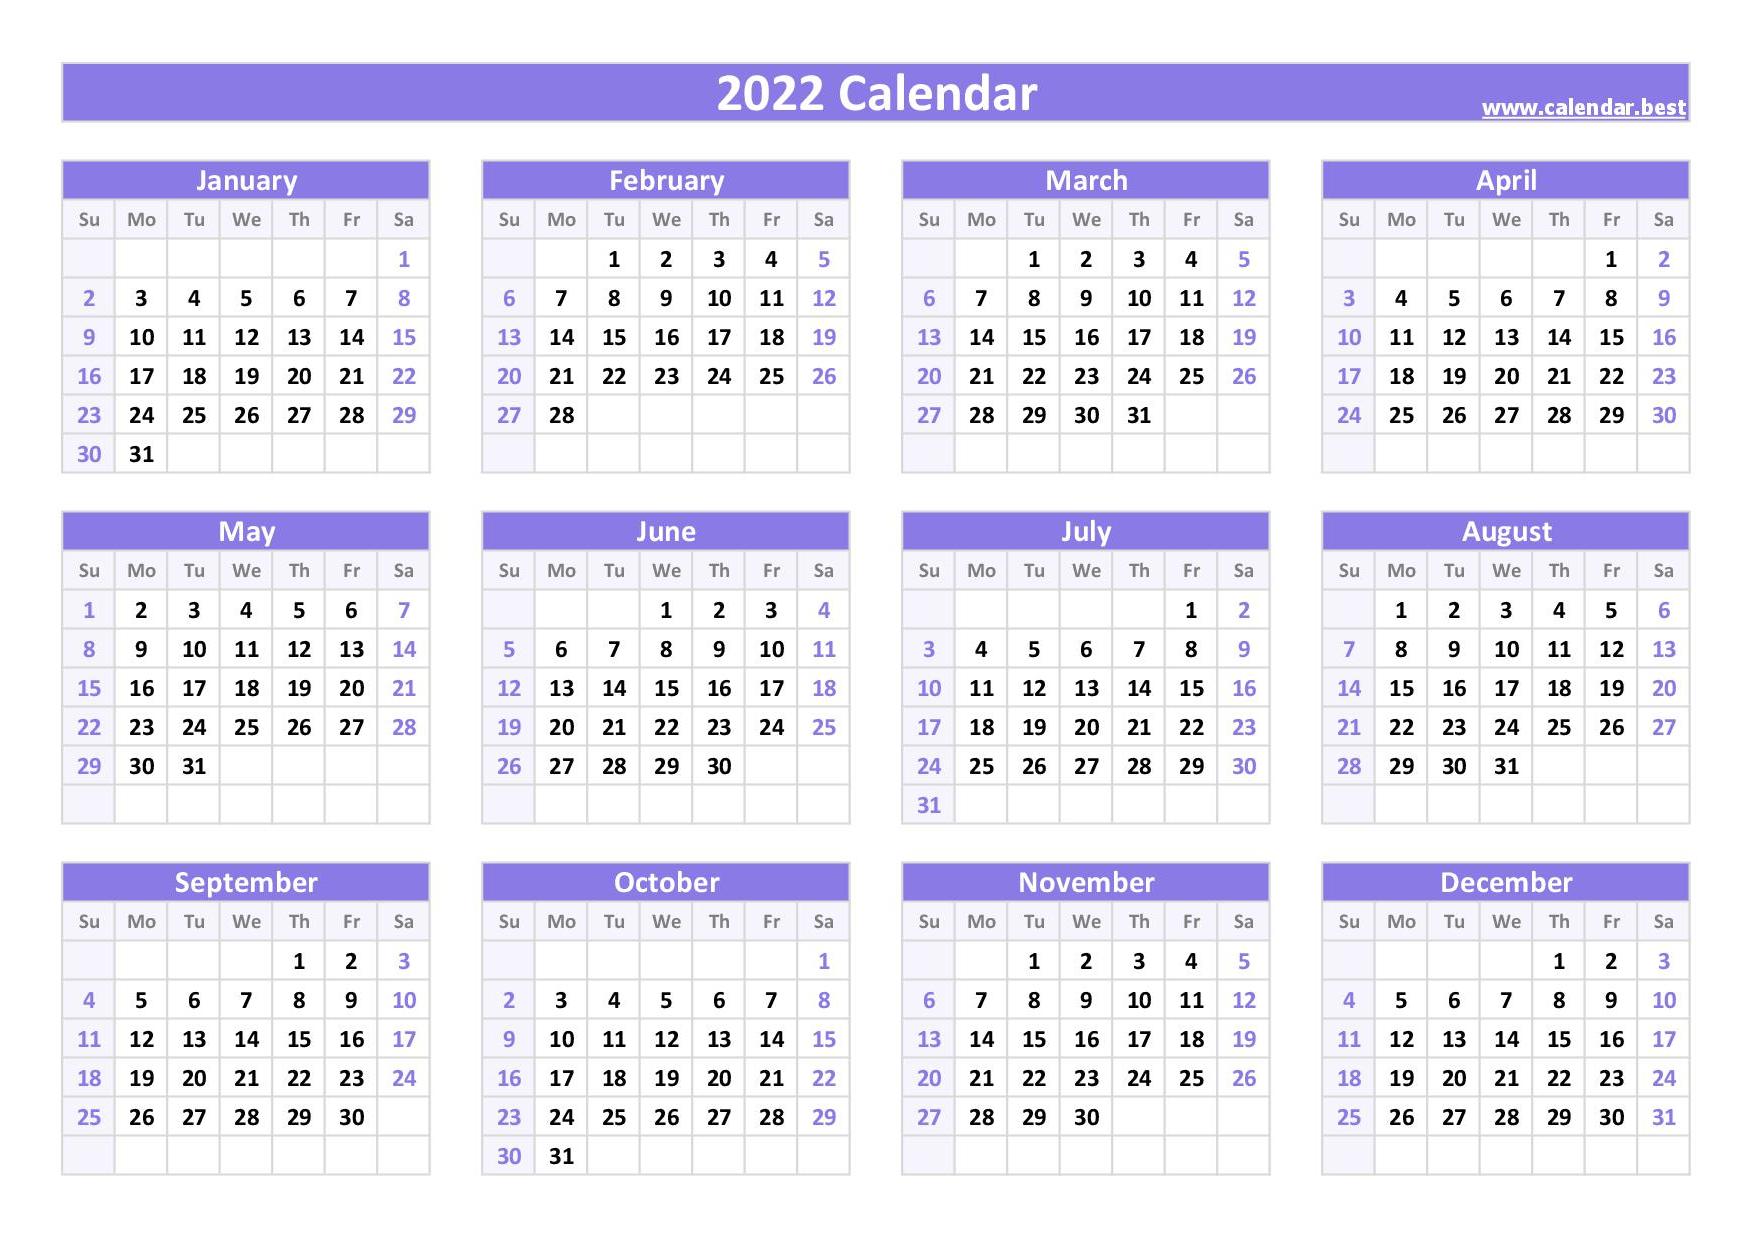 2022 Calendar
www.calendar.best
January
Su Mo Tu We Th Fr Sa
1
2 3 4 5 6 7 8
9 10 11 12 13 14 15
16 17 18 19 20 21 22
23 24 25 26 27 28 29
30 31
February
Su Mo Tu We Th Fr Sa
1 2 3 4 5
6 7 8 9 10 11 12
13 14 15 16 17 18 19
20 21 22 23 24 25 26
27 28
March
Su Mo Tu We Th Fr Sa
1 2 3 4 5
6 7 8 9 10 11 12
13 14 15 16 17 18 19
20 21 22 23 24 25 26
27 28 29 30 31
April
Su Mo Tu We Th Fr Sa
1 2
3 4 5 6 7 8 9
10 11 12 13 14 15 16
17 18 19 20 21 22 23
24 25 26 27 28 29 30
May
Su Mo Tu We Th Fr Sa
1 2 3 4 5 6 7
8 9 10 11 12 13 14
15 16 17 18 19 20 21
22 23 24 25 26 27 28
29 30 31
June
Su Mo Tu We Th Fr Sa
1 2 3 4
5 6 7 8 9 10 11
12 13 14 15 16 17 18
19 20 21 22 23 24 25
26 27 28 29 30
July
Su Mo Tu We Th Fr Sa
1 2
3 4 5 6 7 8 9
10 11 12 13 14 15 16
17 18 19 20 21 22 23
24 25 26 27 28 29 30
31
August
Su Mo Tu We Th Fr Sa
1 2 3 4 5 6
7 8 9 10 11 12 13
14 15 16 17 18 19 20
21 22 23 24 25 26 27
28 29 30 31
September
Su Mo Tu We Th Fr Sa
1 2 3
4 5 6 7 8 9 10
11 12 13 14 15 16 17
18 19 20 21 22 23 24
25 26 27 28 29 30
October
Su Mo Tu We Th Fr Sa
1
2 3 4 5 6 7 8
9 10 11 12 13 14 15
16 17 18 19 20 21 22
23 24 25 26 27 28 29
30 31
November
Su Mo Tu We Th Fr Sa
1 2 3 4 5
6 7 8 9 10 11 12
13 14 15 16 17 18 19
20 21 22 23 24 25 26
27 28 29 30
December
Su Mo Tu We Th Fr Sa
1 2 3
4 5 6 7 8 9 10
11 12 13 14 15 16 17
18 19 20 21 22 23 24
25 26 27 28 29 30 31